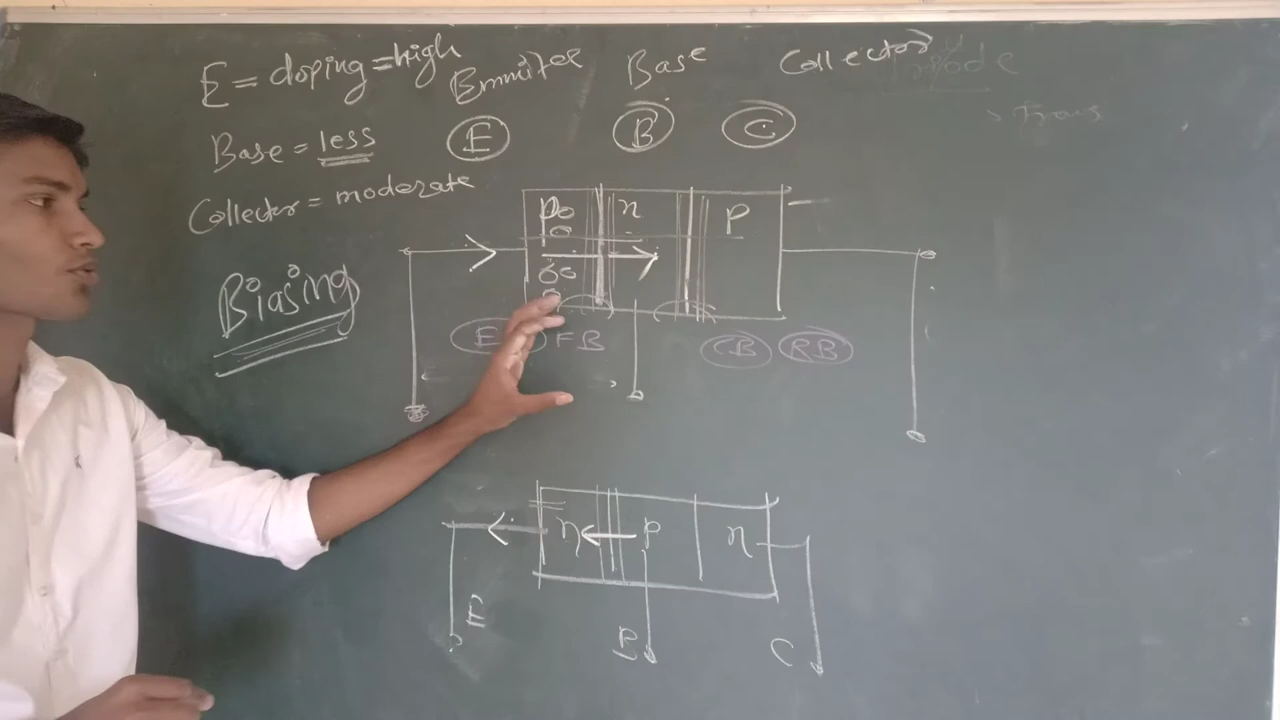 E = doping = high
Emmiter Base Collector
Base = less
E B C
Collector = moderate
P n P
Biasing
E FB CB RB
n P n
E B C